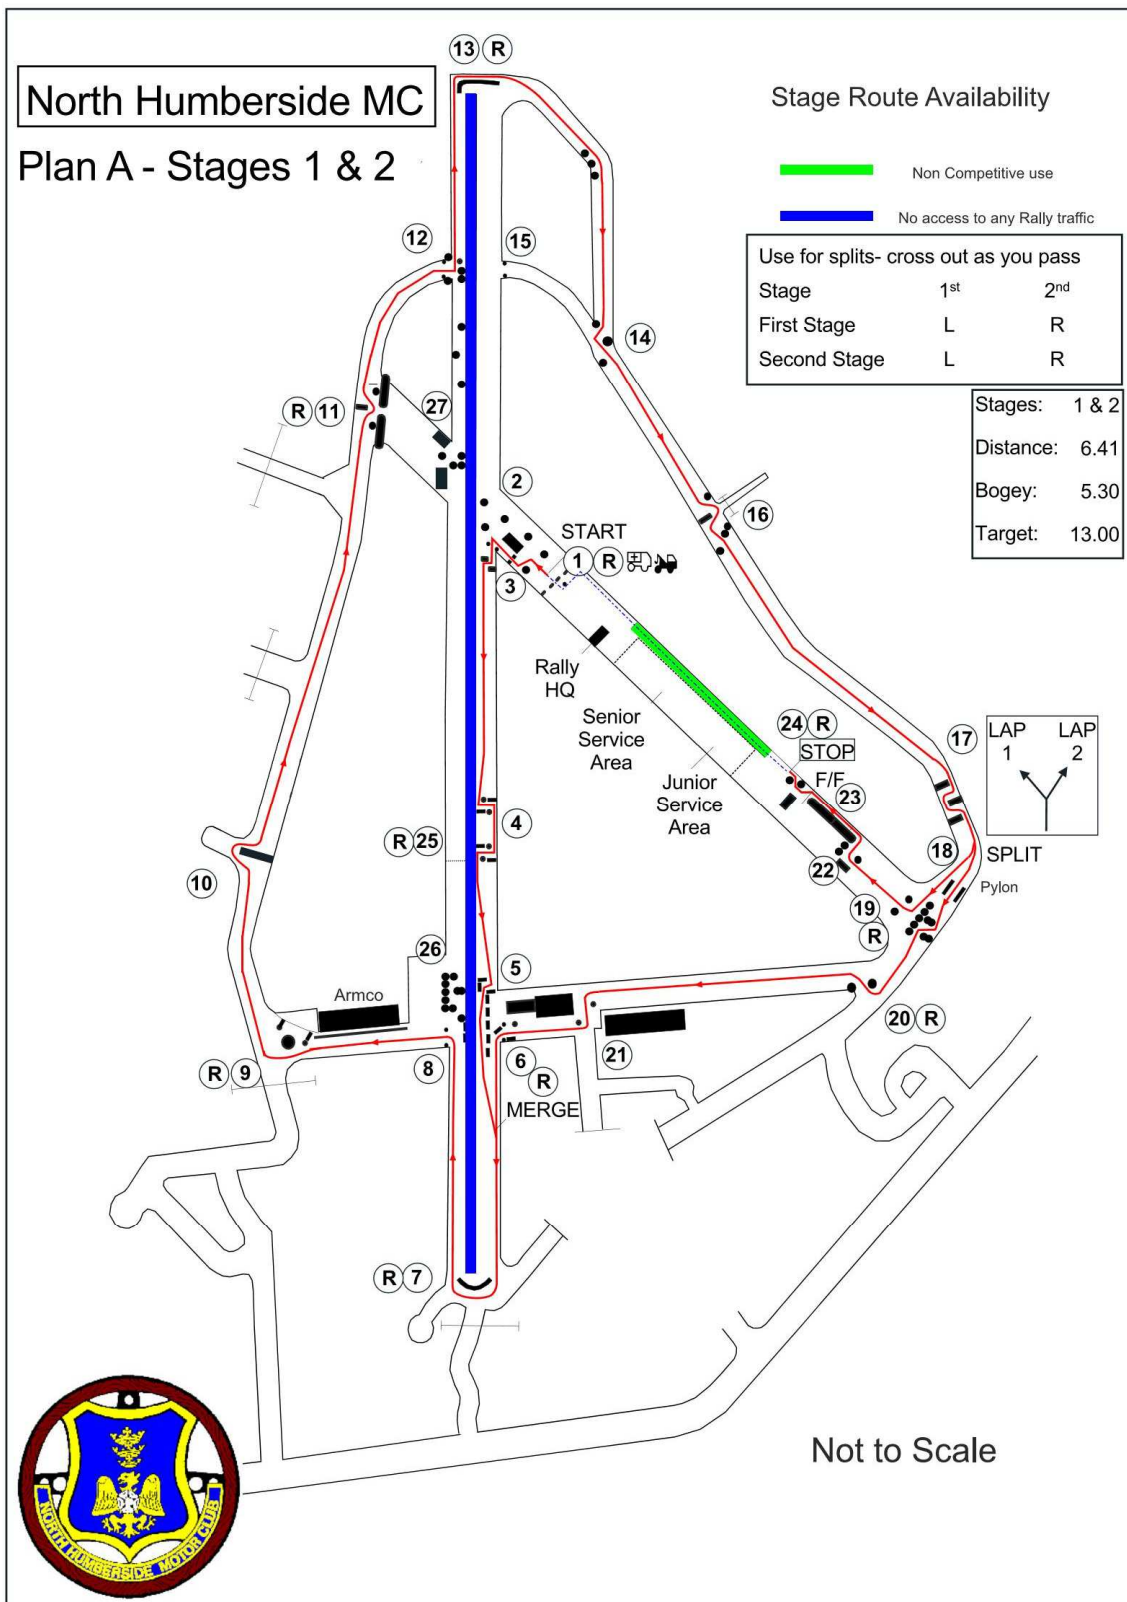 13 R
North Humberside MC
Plan A - Stages 1 & 2
Stage Route Availability
Non Competitive use
No access to any Rally traffic
Use for splits- cross out as you pass
Stage 1st 2nd
First Stage L R
Second Stage L R
Stages: 1 & 2
Distance: 6.41
Bogey: 5.30
Target: 13.00
12
15
14
R 11
27
2
16
START
1 R
3
Rally
HQ
Senior
Service
Area
Junior
Service
Area
24 R
STOP
F/F
23
17
LAP
1
LAP
2
18
SPLIT
Pylon
4
R 25
22
10
19
R
26
5
Armco
20 R
R 9
8
6
R
21
MERGE
R 7
Not to Scale
NORTH HUMBERSIDE MOTOR CLUB